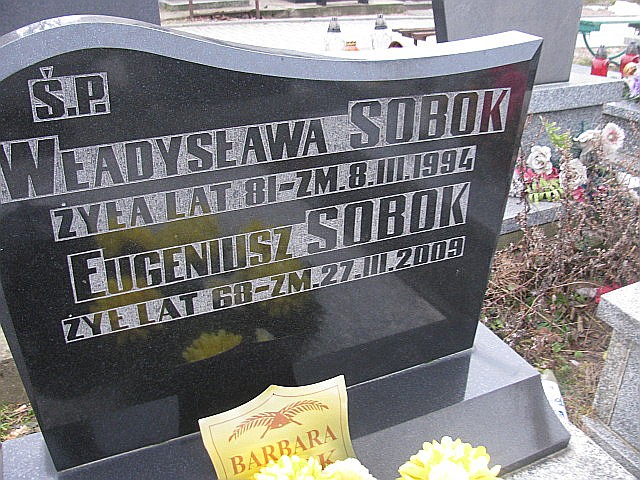 Ś.P.
WŁADYSŁAWA SOBOK
ŻYŁA LAT 81-ZM.8.III.1994
EUGENIUSZ SOBOK
ŻYŁ LAT 68-ZM.27.III.2009
BARBARA